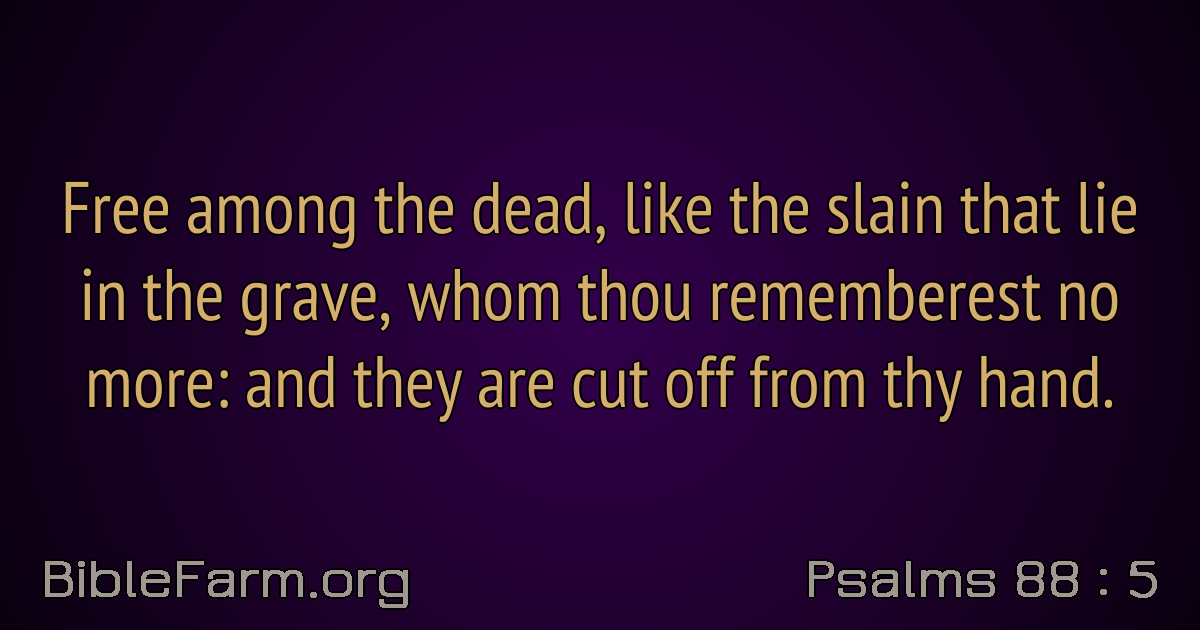 Free among the dead, like the slain that lie
in the grave, whom thou rememberest no
more: and they are cut off from thy hand.
BibleFarm.org
Psalms 88 : 5